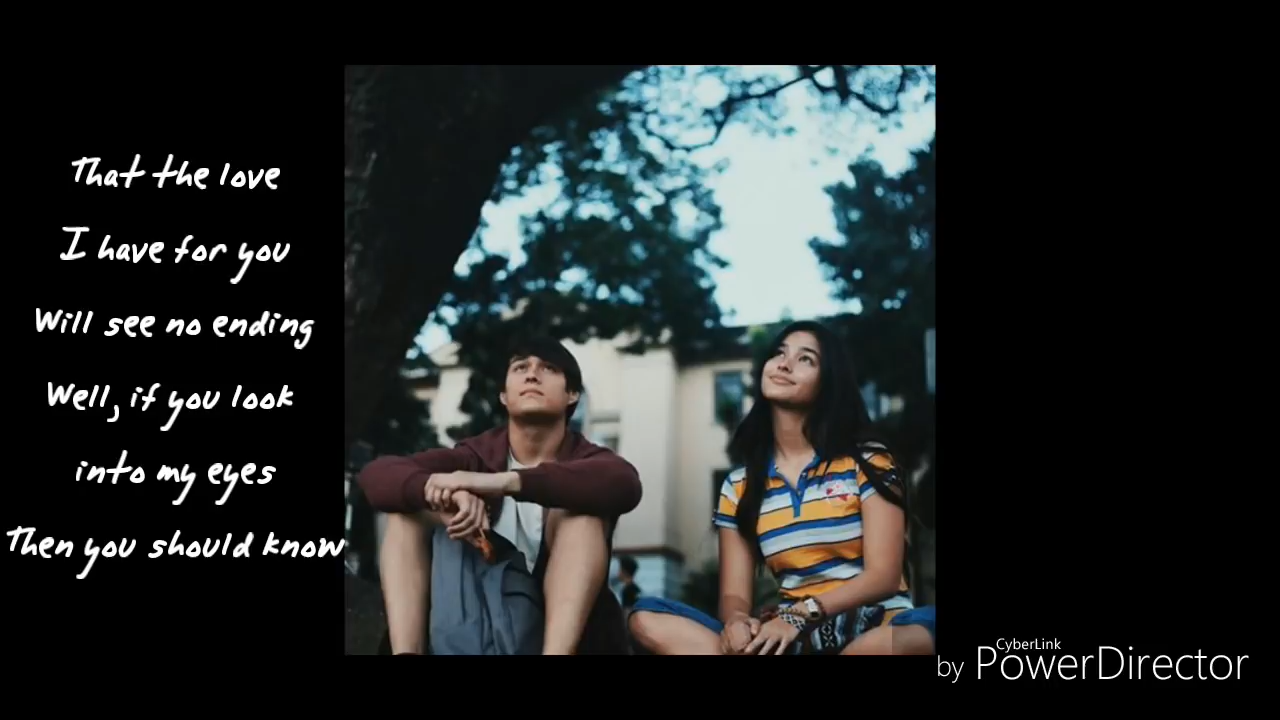 That the love
I have for you
Will see no ending
Well, if you look
into my eyes
Then you should know
CyberLink
by PowerDirector